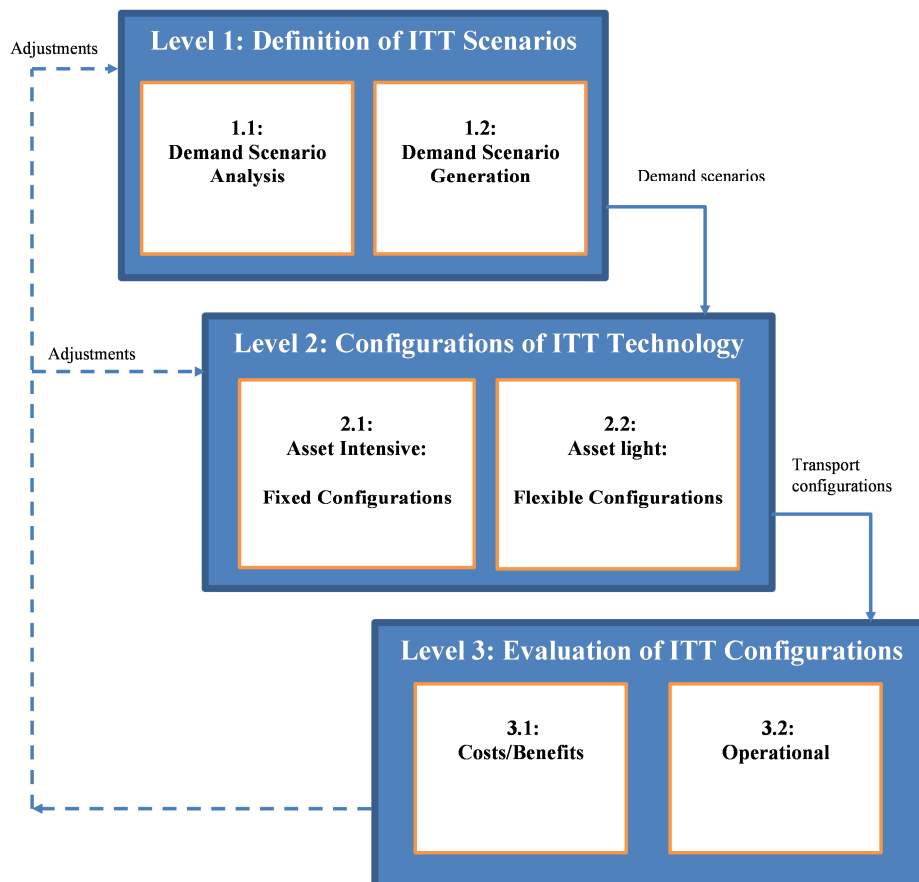 Level 1: Definition of ITT Scenarios
Adjustments
1.1:
Demand Scenario
Analysis
1.2:
Demand Scenario
Generation
Demand scenarios
Level 2: Configurations of ITT Technology
Adjustments
2.1:
Asset Intensive:
Fixed Configurations
2.2:
Asset light:
Flexible Configurations
Transport
configurations
Level 3: Evaluation of ITT Configurations
3.1:
Costs/Benefits
3.2:
Operational